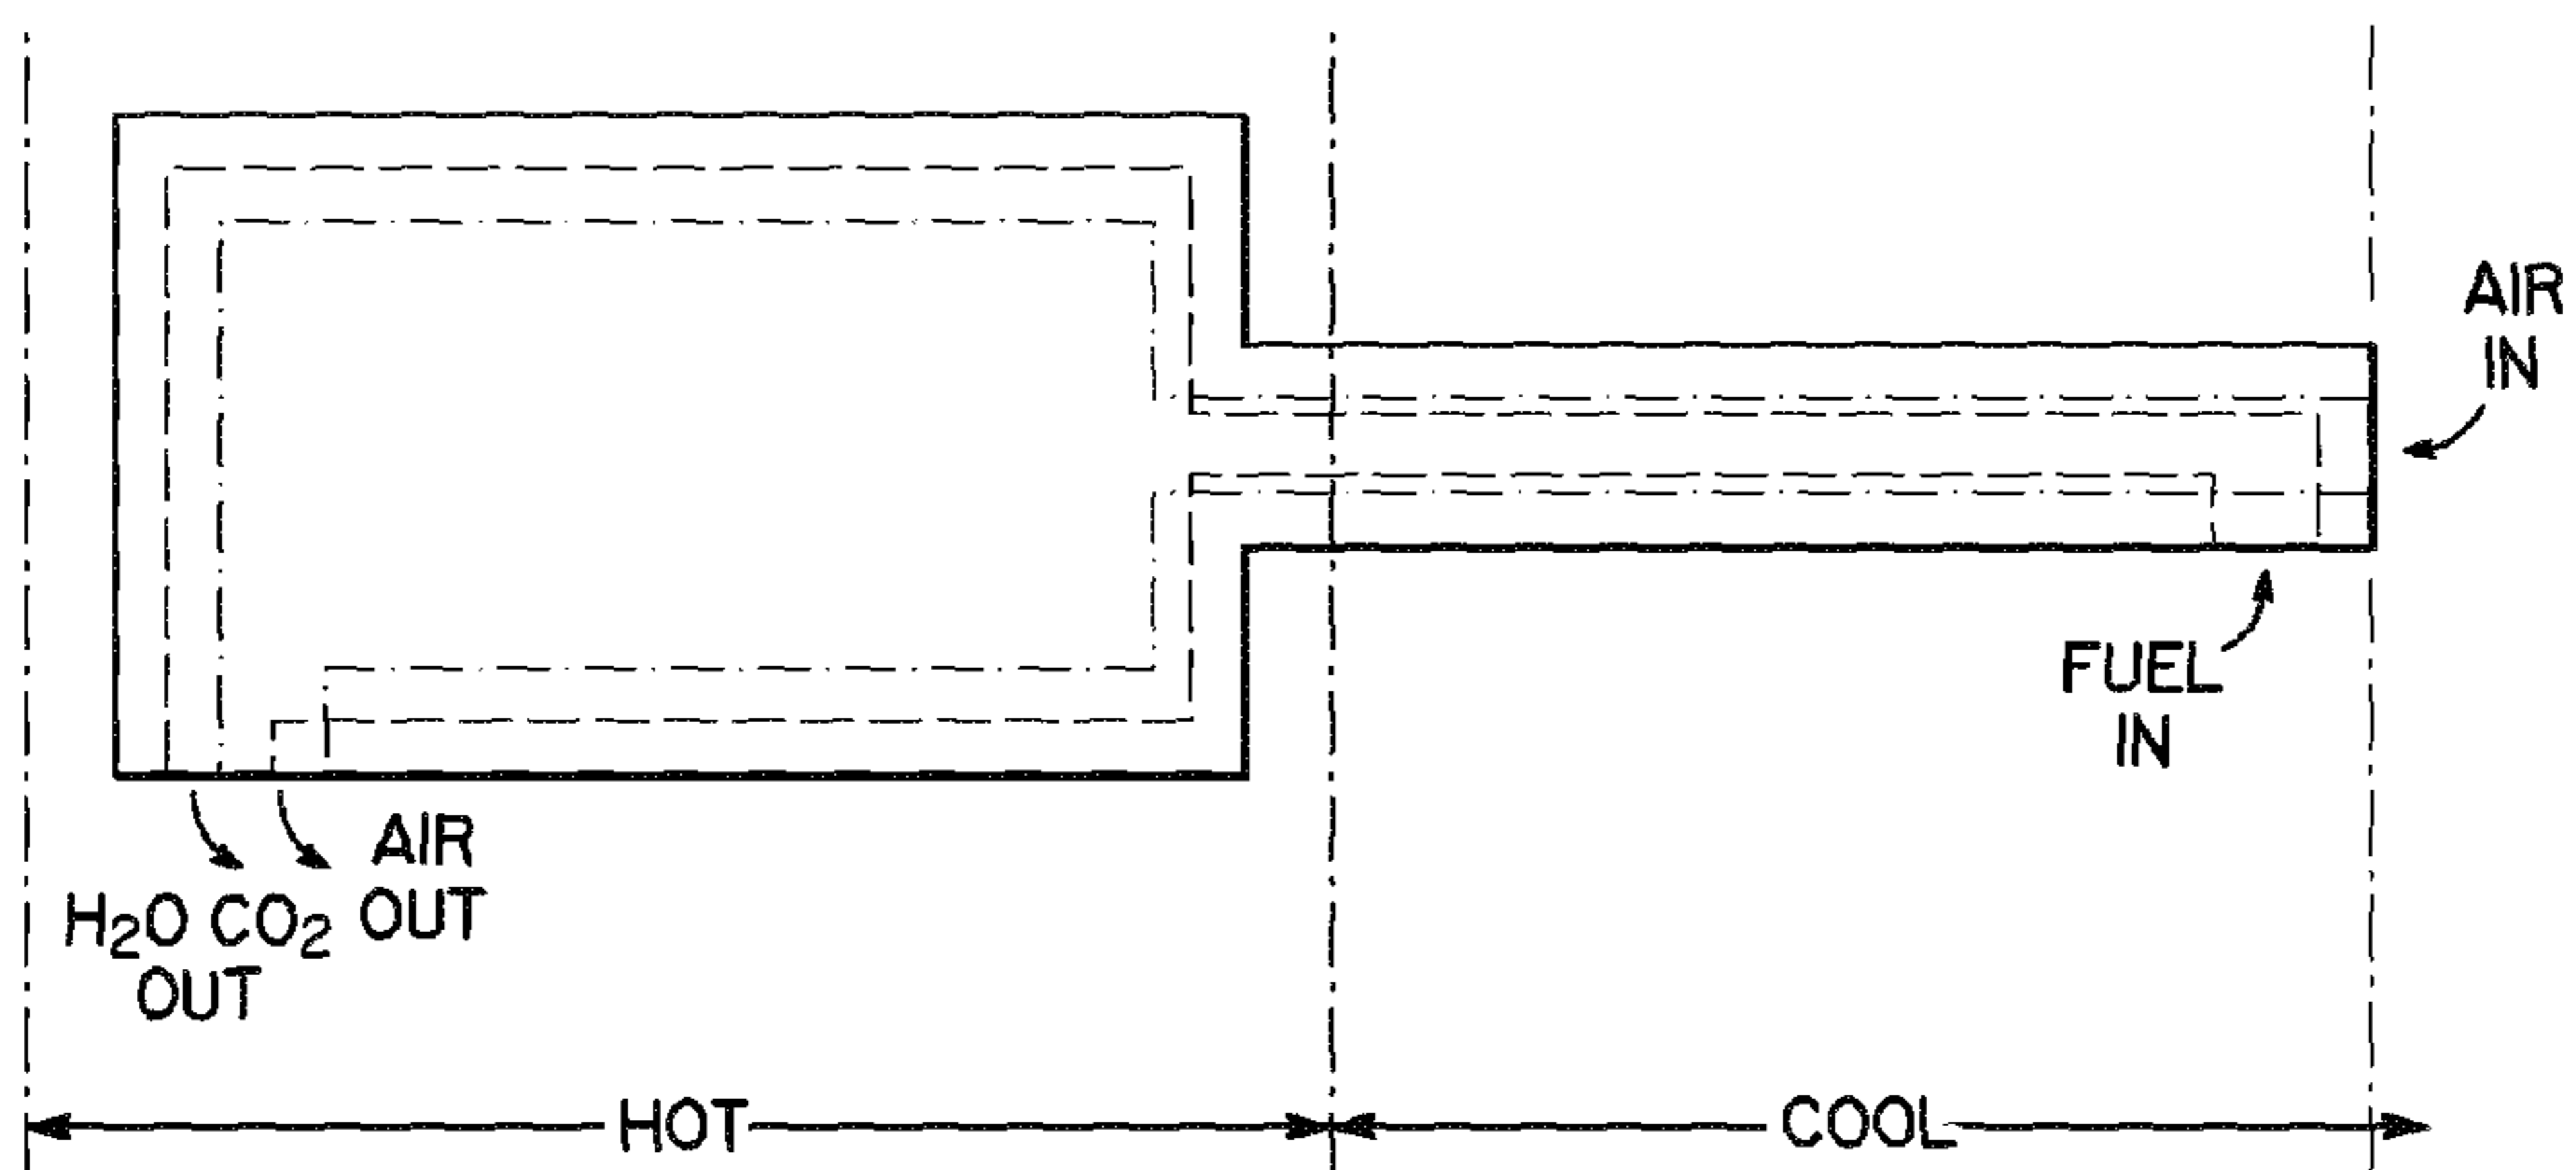 AIR
IN
FUEL
IN
AIR
OUT
H₂O CO₂
OUT
HOT
COOL